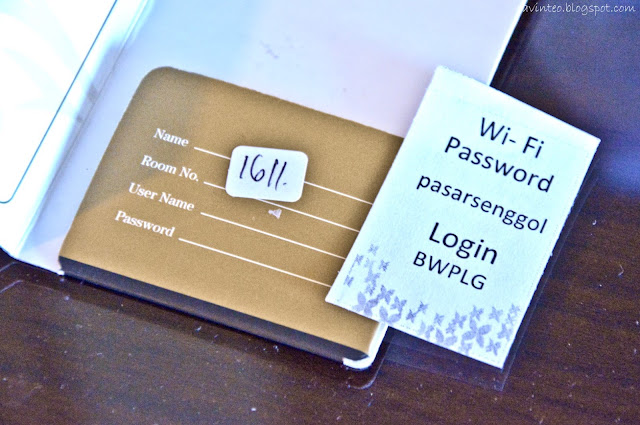 avinteo.blogspot.com
Name
Room No.
User Name
Password
1611.
Wi- Fi
Password
pasarsenggol
Login
BWPLG